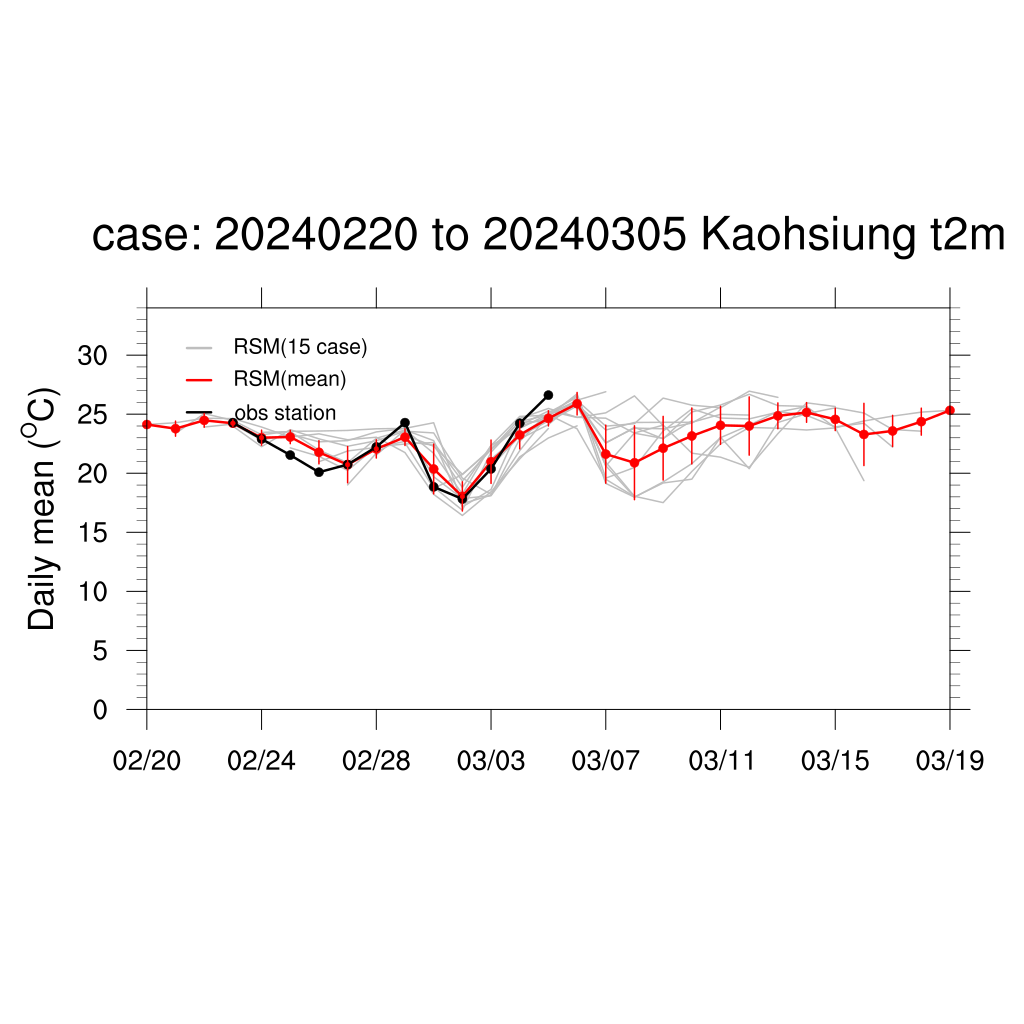 case: 20240220 to 20240305 Kaohsiung t2m
RSM(15 case)
RSM(mean)
obs station
Daily mean (°C)
30
25
20
15
10
5
0
02/20 02/24 02/28 03/03 03/07 03/11 03/15 03/19